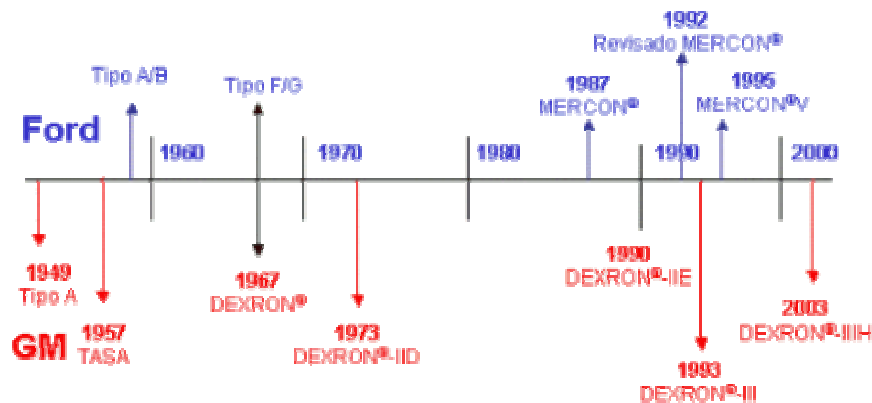 1992
Revisado MERCON®
Tipo A/B
Tipo F/G
1987
MERCON®
1995
MERCON®V
Ford
1960
1970
1980
1990
2000
1949
Tipo A
1967
DEXRON®
1990
DEXRON®-IIE
GM
1957
TASA
1973
DEXRON®-IID
2003
DEXRON®-IIIH
1993
DEXRON®-III